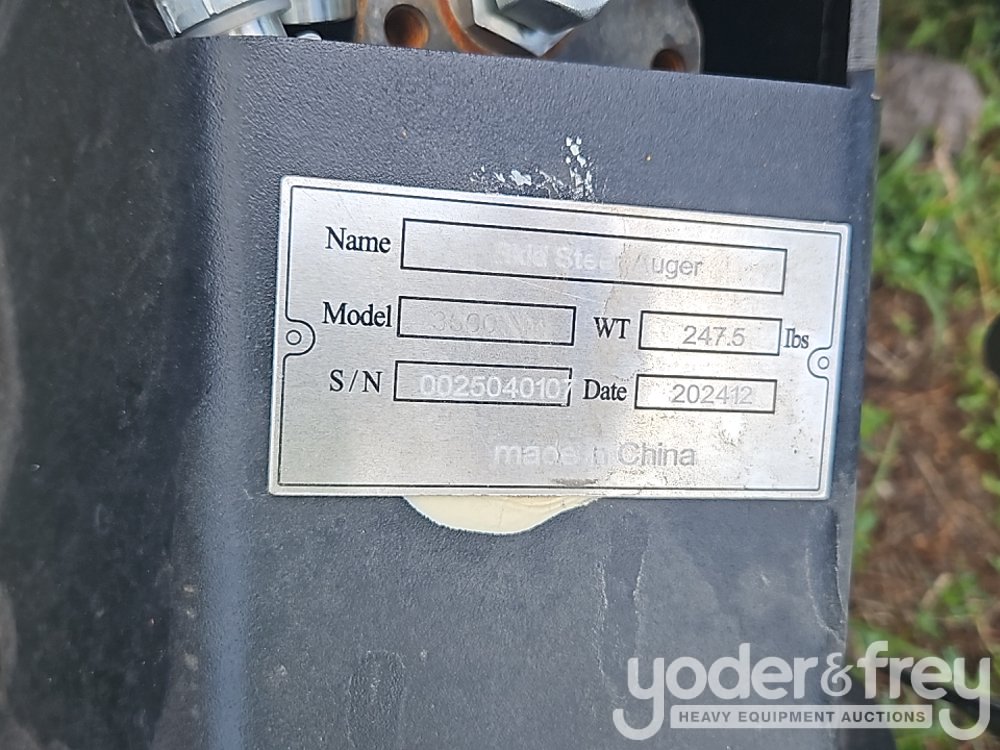 Name Skid Steer Auger
Model WT 247.5 lbs
S/N 0025040107 Date 202412
made in China
yoder&frey
HEAVY EQUIPMENT AUCTIONS